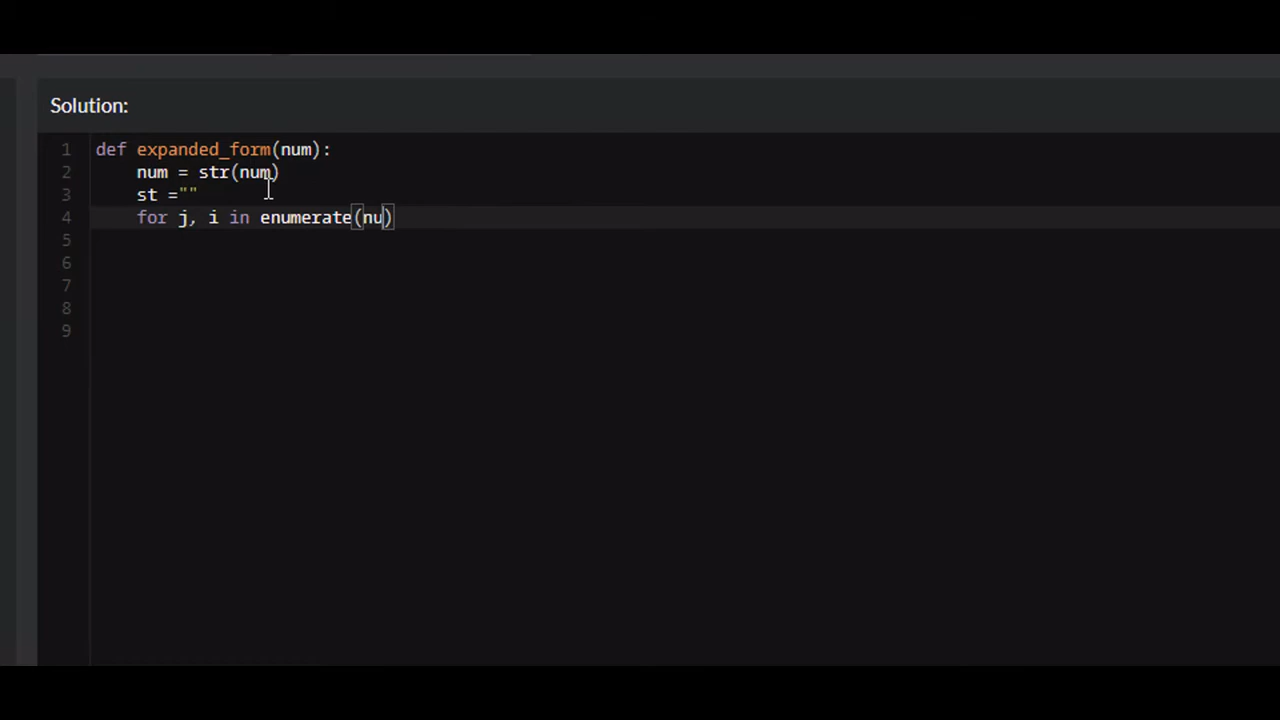 Solution:
1 def expanded_form(num):
2 num = str(num)
3 st =""
4 for j, i in enumerate(nu)
5
6
7
8
9